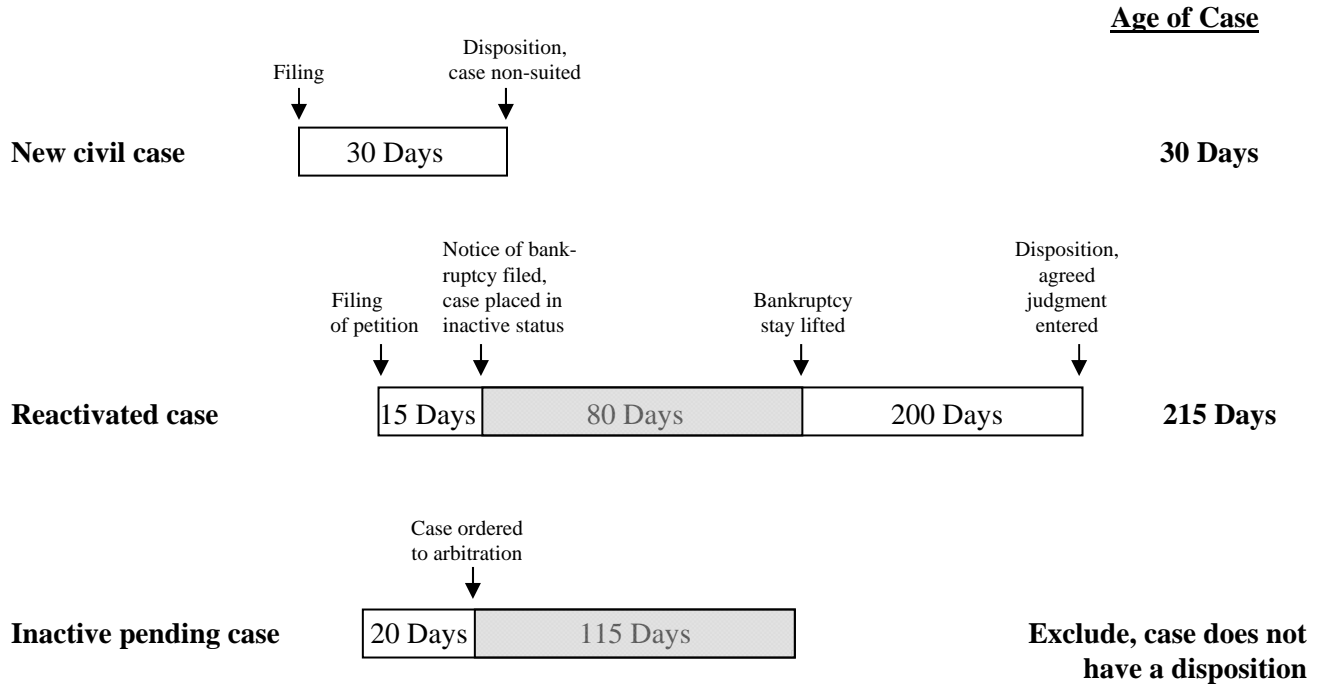 Age of Case
Filing
Disposition,
case non-suited
New civil case
30 Days
30 Days
Filing
of petition
Notice of bank-
ruptcy filed,
case placed in
inactive status
Bankruptcy
stay lifted
Disposition,
agreed
judgment
entered
Reactivated case
15 Days
80 Days
200 Days
215 Days
Case ordered
to arbitration
Inactive pending case
20 Days
115 Days
Exclude, case does not
have a disposition